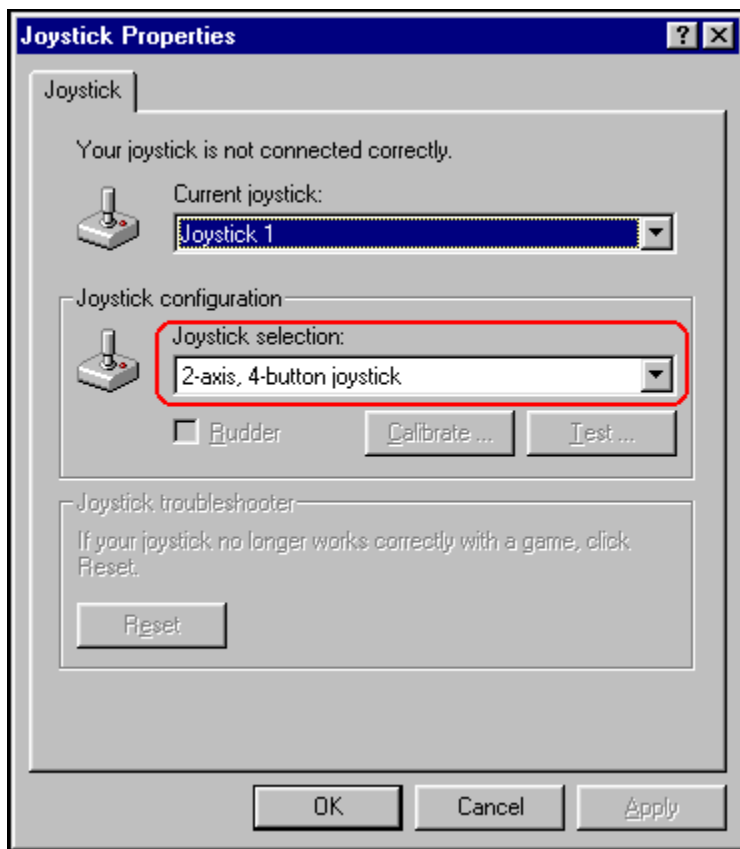 Joystick Properties
Joystick
Your joystick is not connected correctly.
Current joystick:
Joystick 1
Joystick configuration
Joystick selection:
2-axis, 4-button joystick
Rudder
Calibrate ...
Test ...
Joystick troubleshooter
If your joystick no longer works correctly with a game, click
Reset.
Reset
OK
Cancel
Apply